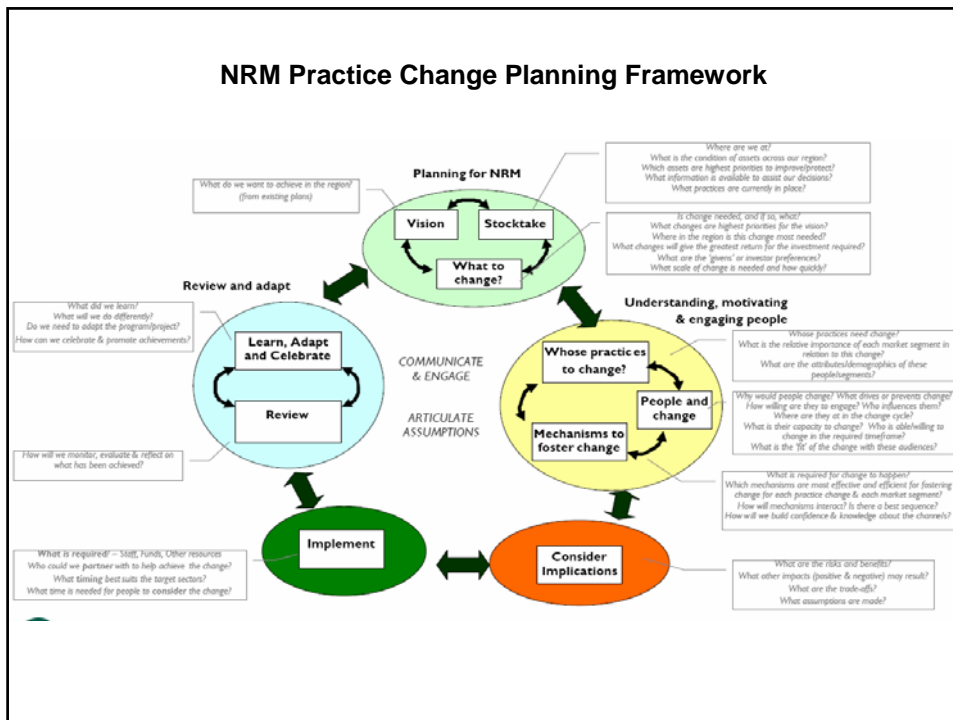 NRM Practice Change Planning Framework
Where are we at?
What is the condition of assets across our region?
Which assets are highest priorities to improve/protect?
What information is available to assist our decisions?
What practices are currently in place?
Planning for NRM
What do we want to achieve in the region?
(from existing plans)
Vision
Stocktake
What to
change?
Is change needed, and if so, what?
What changes are highest priorities for the vision?
Where in the region is this change most needed?
What changes will give the greatest return for the investment required?
What are the 'givens' or investor preferences?
What scale of change is needed and how quickly?
Review and adapt
What did we learn?
What will we do differently?
Do we need to adapt the program/project?
How can we celebrate & promote achievements?
Learn, Adapt
and Celebrate
Review
How will we monitor, evaluate & reflect on
what has been achieved?
COMMUNICATE
& ENGAGE
ARTICULATE
ASSUMPTIONS
Understanding, motivating
& engaging people
Whose practices
to change?
People and
change
Mechanisms to
foster change
Whose practices need change?
What is the relative importance of each market segment in
relation to this change?
What are the attributes/demographics of these
people/segments?
Why would people change? What drives or prevents change?
How willing are they to engage? Who influences them?
Where are they at in the change cycle?
What is their capacity to change? Who is able/willing to
change in the required timeframe?
What is the 'fit' of the change with these audiences?
What is required for change to happen?
Which mechanisms are most effective and efficient for fostering
change for each practice change & each market segment?
How will mechanisms interact? Is there a best sequence?
How will we build confidence & knowledge about the channels?
Implement
What is required? – Staff, Funds, Other resources
Who could we partner with to help achieve the change?
What timing best suits the target sectors?
What time is needed for people to consider the change?
Consider
Implications
What are the risks and benefits?
What other impacts (positive & negative) may result?
What are the trade-offs?
What assumptions are made?